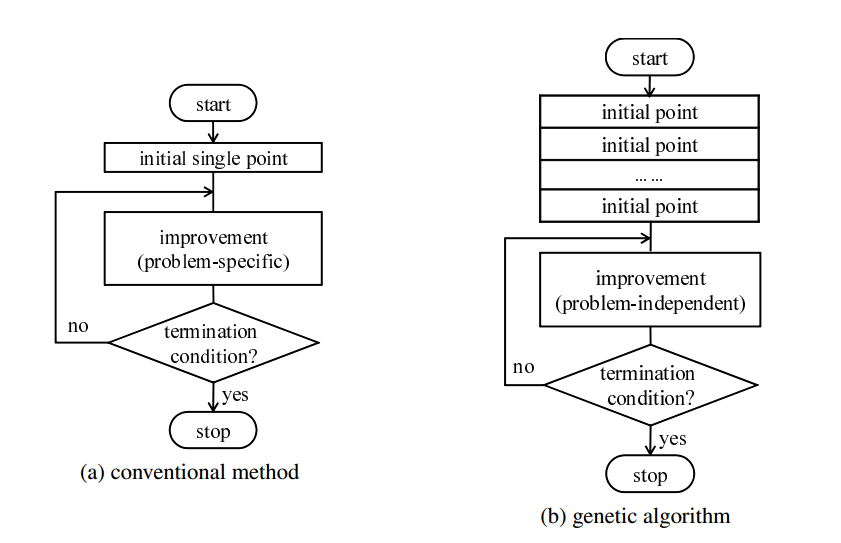 start
initial single point
improvement
(problem-specific)
no
termination
condition?
yes
stop
(a) conventional method
start
initial point
initial point
... ...
initial point
improvement
(problem-independent)
no
termination
condition?
yes
stop
(b) genetic algorithm